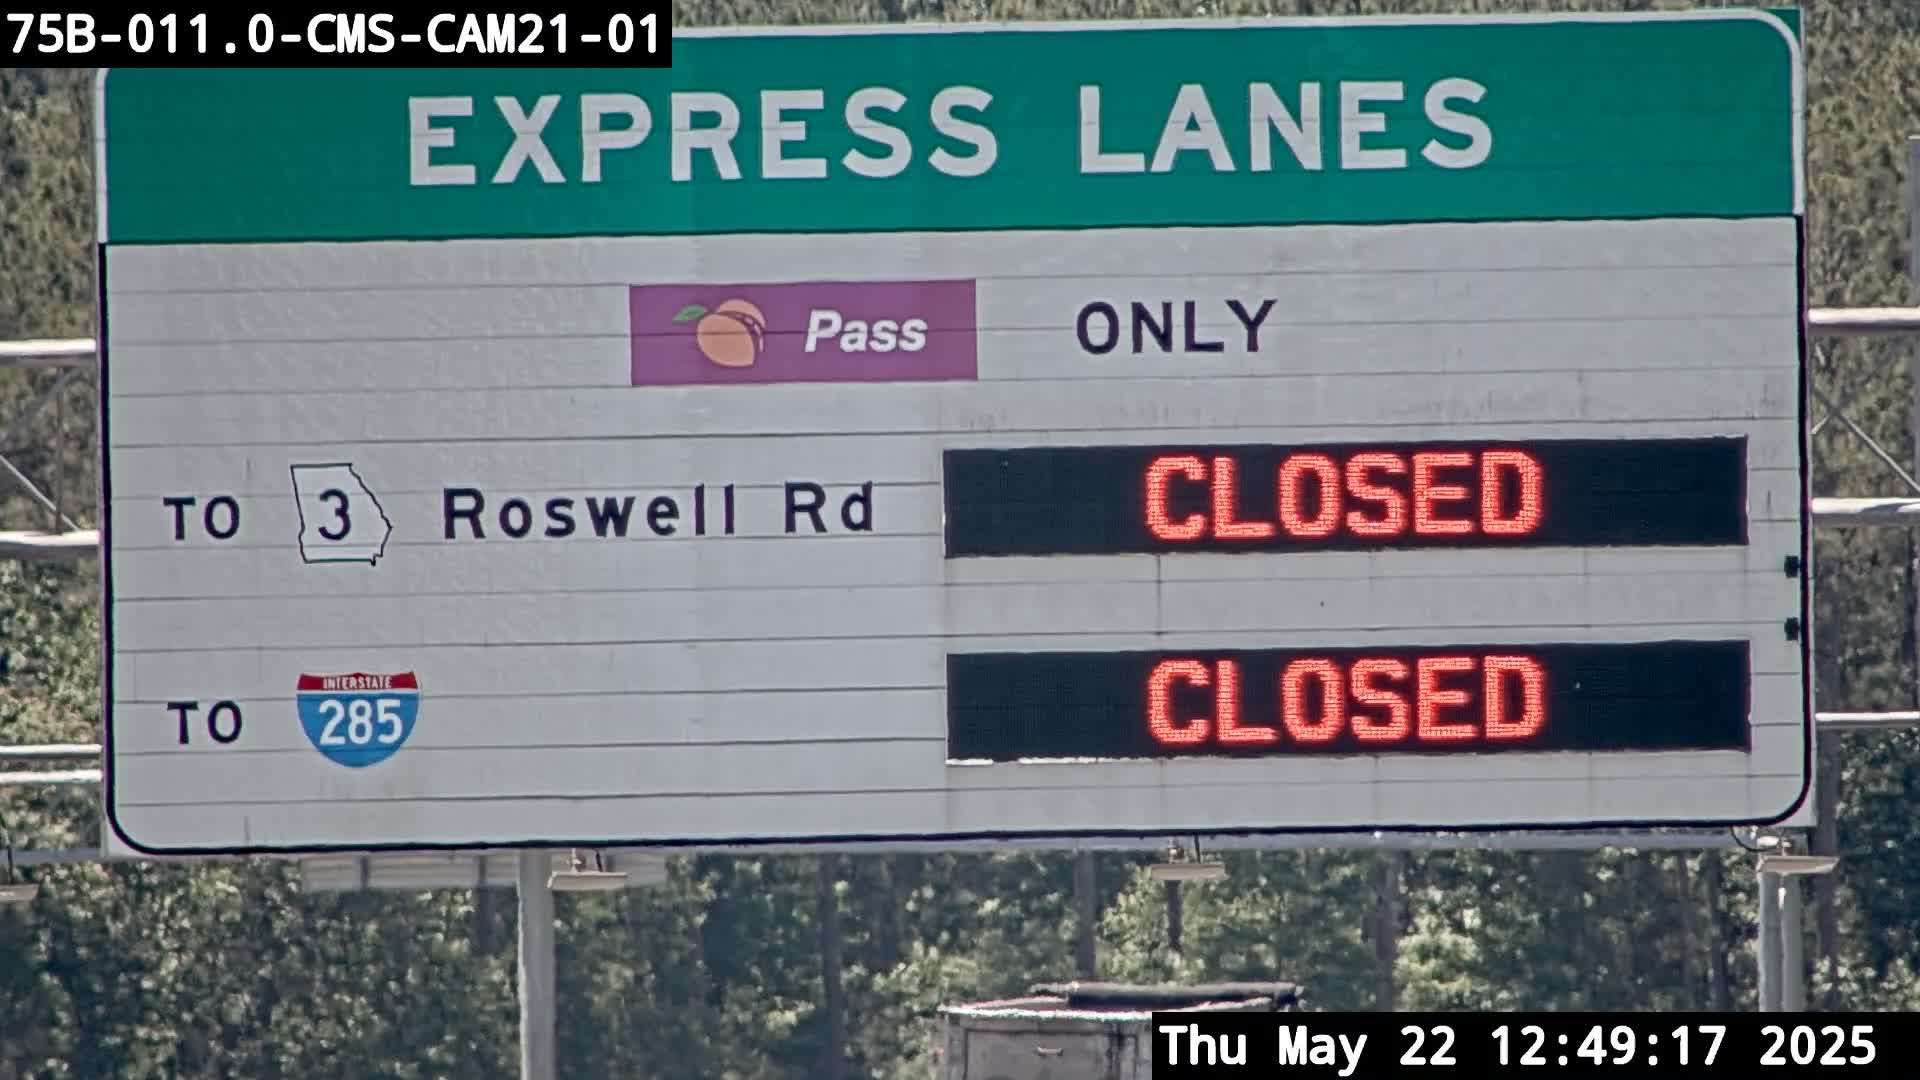 75B-011.0-CMS-CAM21-01
EXPRESS LANES
Pass ONLY
TO 3 Roswell Rd CLOSED
INTERSTATE
TO 285 CLOSED
Thu May 22 12:49:17 2025